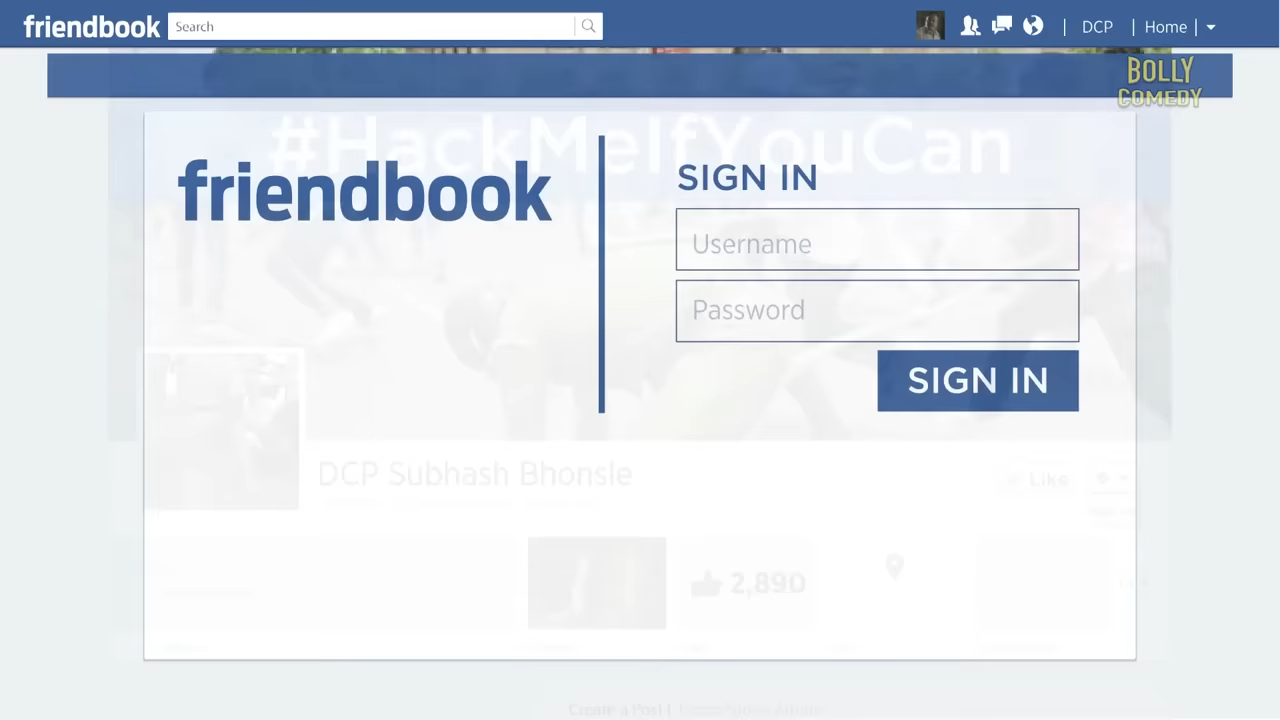 friendbook
Search
DCP
Home
BOLLY
COMEDY
#HackMeIfYouCan
friendbook
SIGN IN
Username
Password
SIGN IN
DCP Subhash Bhonsle
Like
2,890
Create a Post